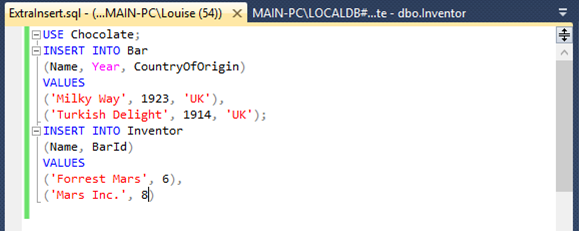 ExtraInsert.sql - (...MAIN-PC\Louise (54)) MAIN-PC\LOCALDB#...te - dbo.Inventor
USE Chocolate;
INSERT INTO Bar
(Name, Year, CountryOfOrigin)
VALUES
('Milky Way', 1923, 'UK'),
('Turkish Delight', 1914, 'UK');
INSERT INTO Inventor
(Name, BarId)
VALUES
('Forrest Mars', 6),
('Mars Inc.', 8)